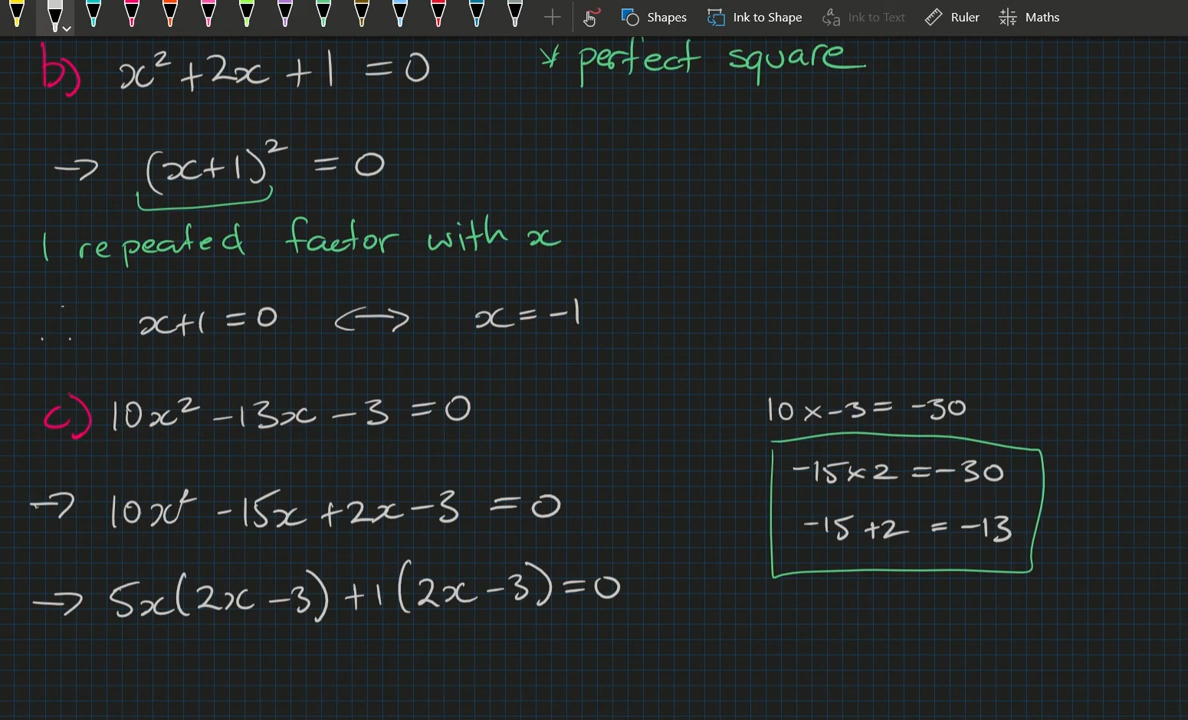 Shapes Ink to Shape Ink to Text Ruler Maths
b) x² + 2x + 1 = 0 * perfect square
→ (x+1)² = 0
1 repeated factor with x
∴ x+1 = 0 ↔ x = -1
c) 10x² - 13x - 3 = 0
10 x -3 = -30
-15 x 2 = -30
→ 10x² - 15x + 2x - 3 = 0
-15 + 2 = -13
→ 5x(2x - 3) + 1(2x - 3) = 0